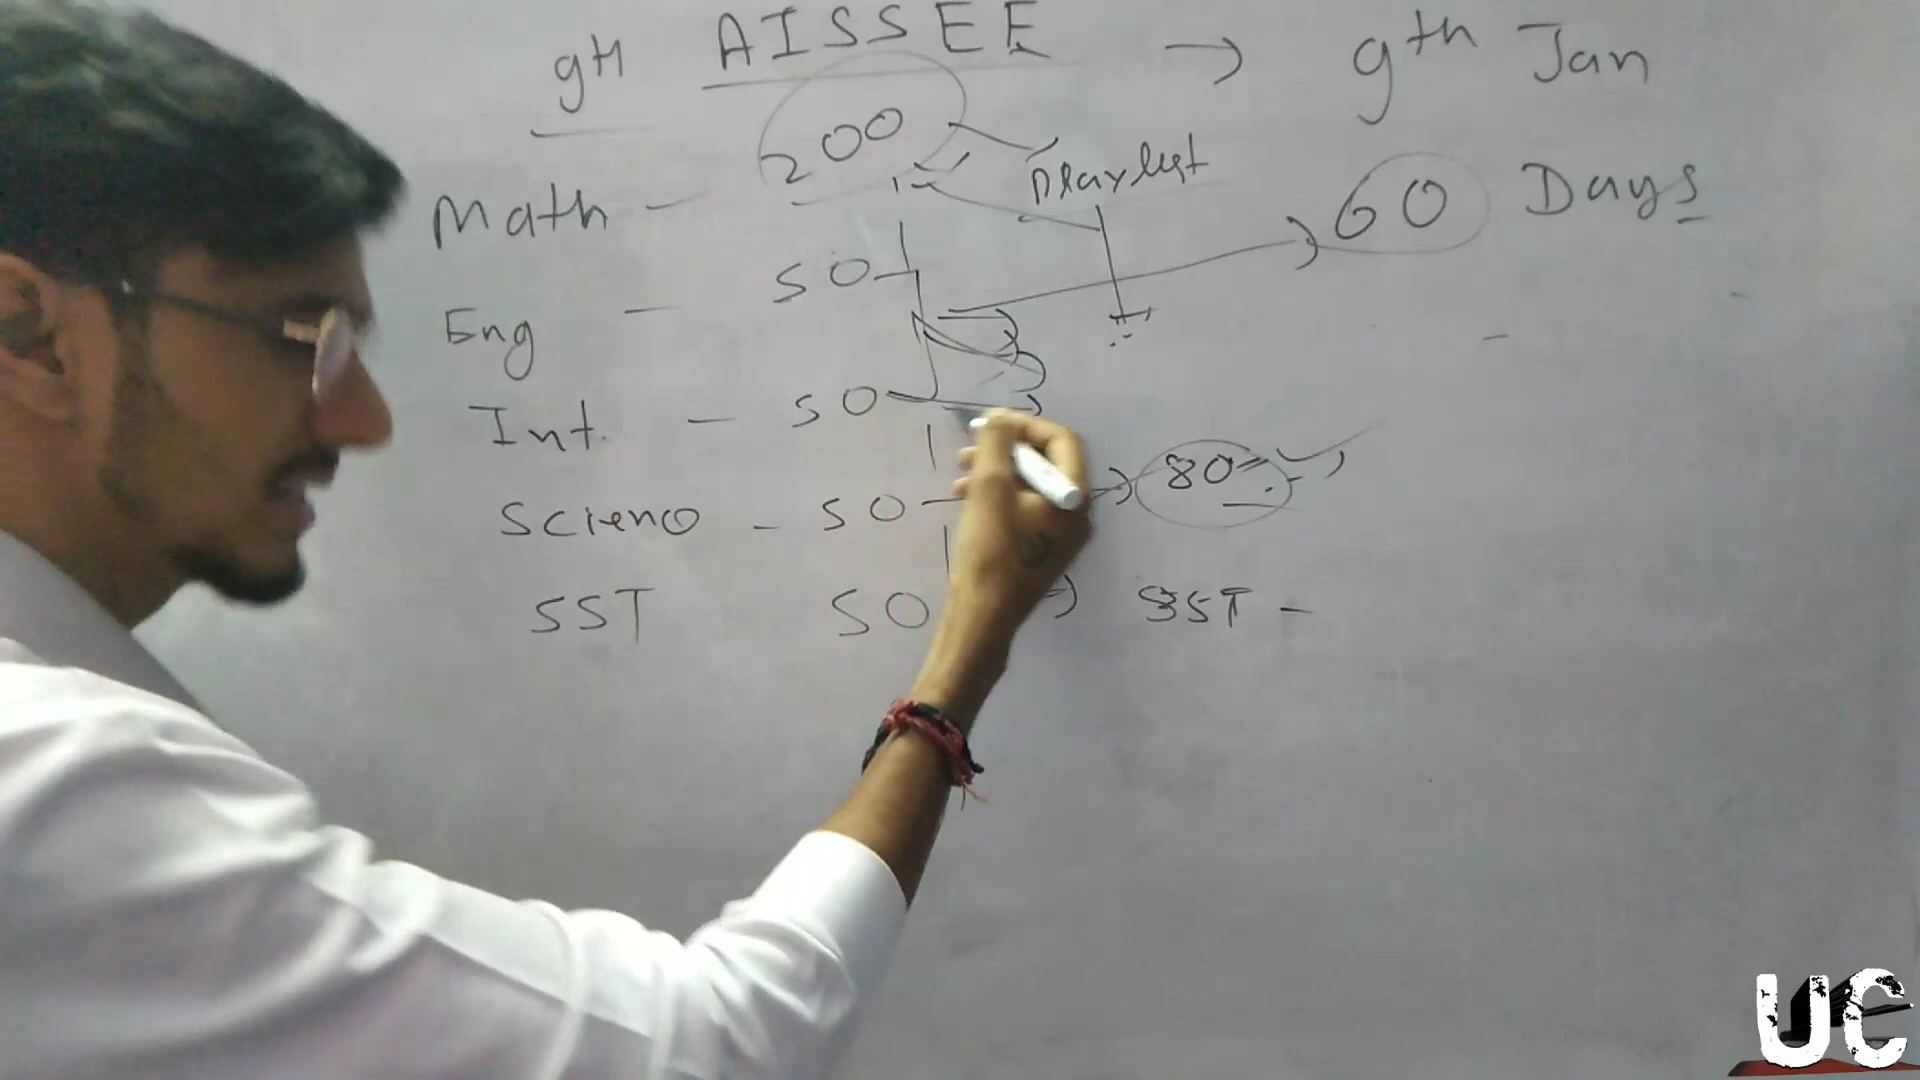 9th AISSEE → 9th Jan
Math - 200 Playlist 60 Days
Eng - 50
Int. - 50
Scienc - 50 → 80
SST 50 → SST -
UC